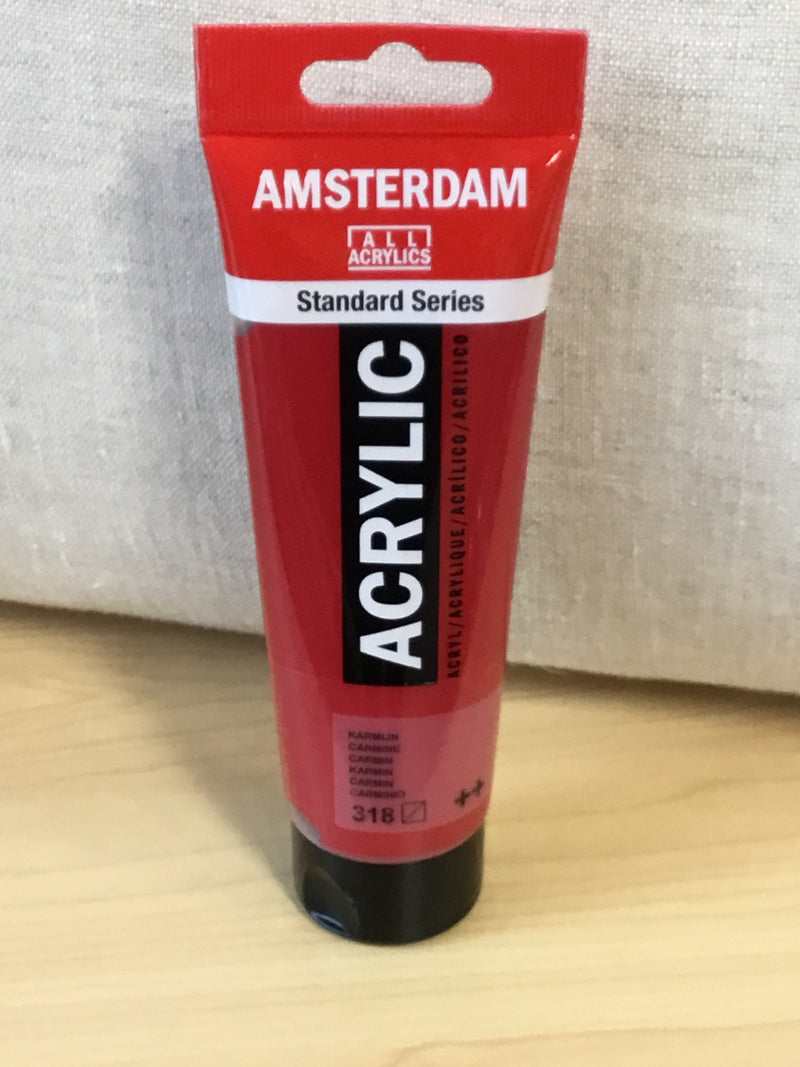 AMSTERDAM
ALL
ACRYLICS
Standard Series
ACRYLIC
ACRYL/ACRYLIQUE/ACRÍLICO/ACRILICO
KARMIJN
CARMINE
CARMIN
KARMIN
CARMIN
CARMINIO
318
++